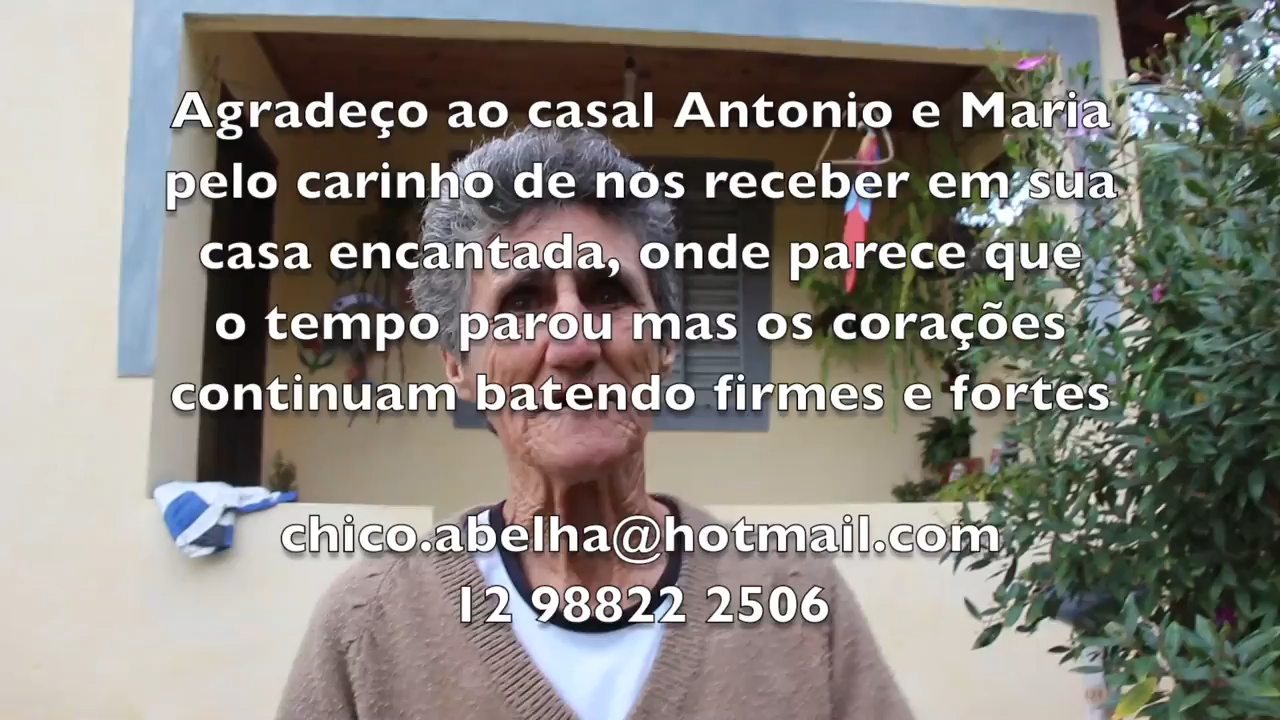 Agradeço ao casal Antonio e Maria
pelo carinho de nos receber em sua
casa encantada, onde parece que
o tempo parou mas os corações
continuam batendo firmes e fortes
chico.abelha@hotmail.com
12 98822 2506